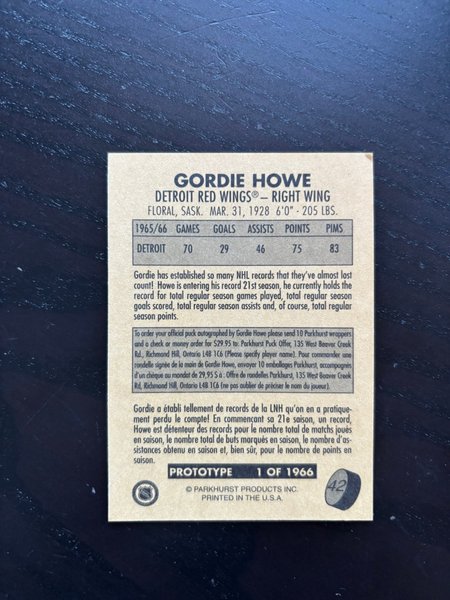 GORDIE HOWE
DETROIT RED WINGS® – RIGHT WING
FLORAL, SASK. MAR. 31, 1928 6'0" - 205 LBS.
1965/66 GAMES GOALS ASSISTS POINTS PIMS
DETROIT 70 29 46 75 83
Gordie has established so many NHL records that they've almost lost
count! Howe is entering his record 21st season, he currently holds the
record for total regular season games played, total regular season
goals scored, total regular season assists and, of course, total regular
season points.
To order your official puck autographed by Gordie Howe please send 10 Parkhurst wrappers
and a check or money order for $29.95 to: Parkhurst Puck Offer, 135 West Beaver Creek
Rd., Richmond Hill, Ontario L4B 1C6 (Please specify player name). Pour commander une
rondelle signée de la main de Gordie Howe, envoyer 10 emballages Parkhurst, accompagnés
d'un chèque au mandat de 29,95 $ à : Offre de rondelles Parkhurst, 135 West Beaver Creek
Rd., Richmond Hill, Ontario L4B 1C6 (ne pas oublier de préciser le nom du joueur).
Gordie a établi tellement de records de la LNH qu'on en a pratique-
ment perdu le compte! En commençant sa 21e saison,
Howe est détenteur des records pour le nombre total de matchs joués
en saison, le nombre total de buts marqués en saison, le nombre d'as-
sistances obtenu en saison et, bien sûr, pour le nombre de points en
saison.
PROTOTYPE 1 OF 1966
© PARKHURST PRODUCTS INC.
PRINTED IN THE U.S.A.
42